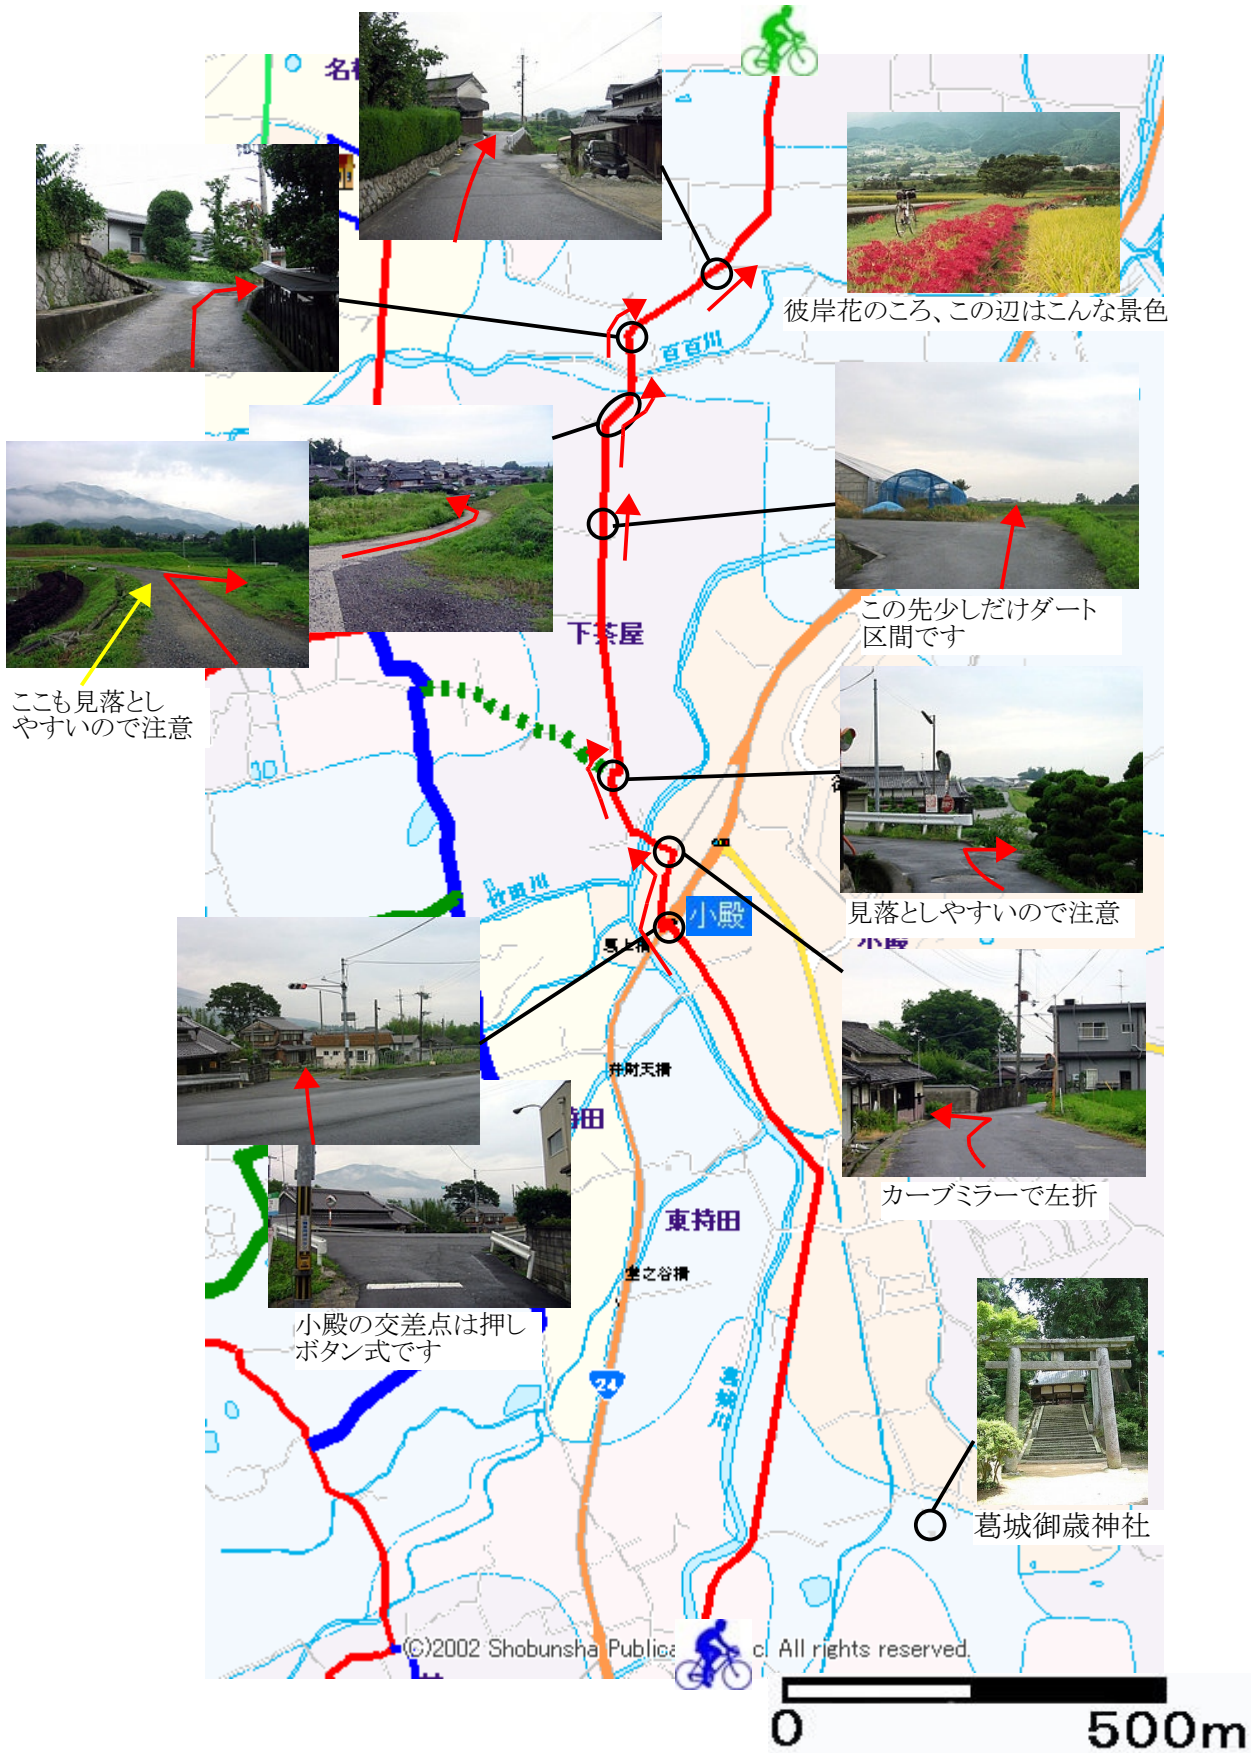 彼岸花のころ、この辺はこんな景色
百百川
この先少しだけダート
区間です
下茶屋
ここも見落とし
やすいので注意
見落としやすいので注意
小殿
小殿
カーブミラーで左折
弁財天橋
東持田
小殿の交差点は押し
ボタン式です
24
葛城御歳神社
(C)2002 Shobunsha Publica
All rights reserved.
0
500m